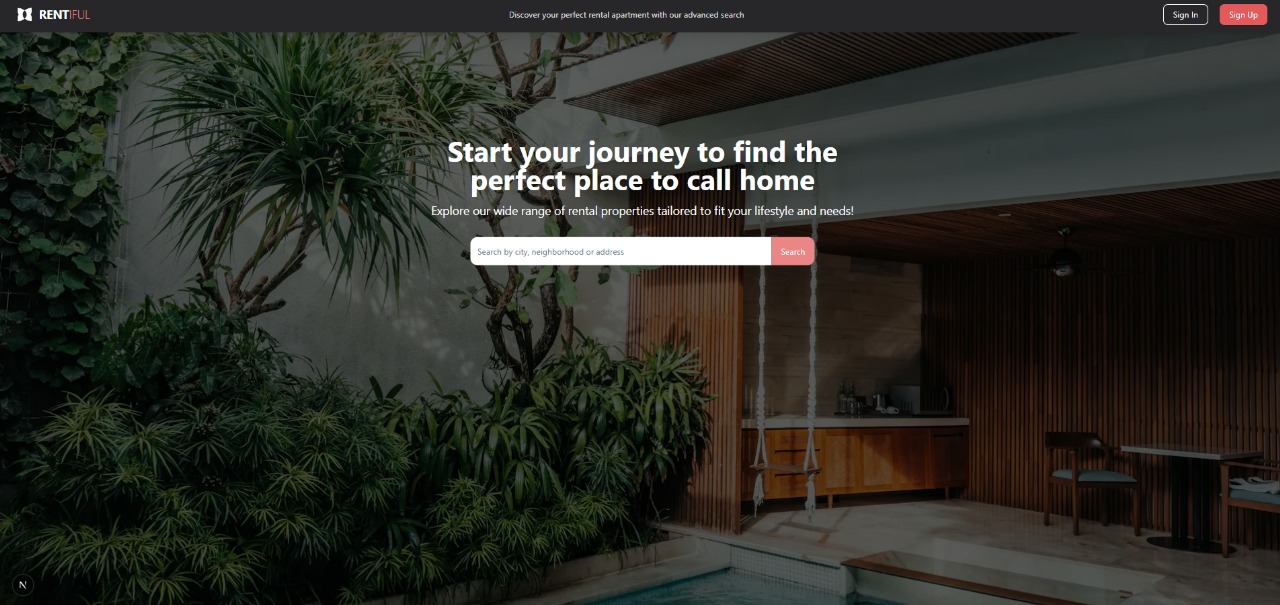 RENTIFUL
Discover your perfect rental apartment with our advanced search
Sign In
Sign Up
Start your journey to find the
perfect place to call home
Explore our wide range of rental properties tailored to fit your lifestyle and needs!
Search by city, neighborhood or address
Search
N